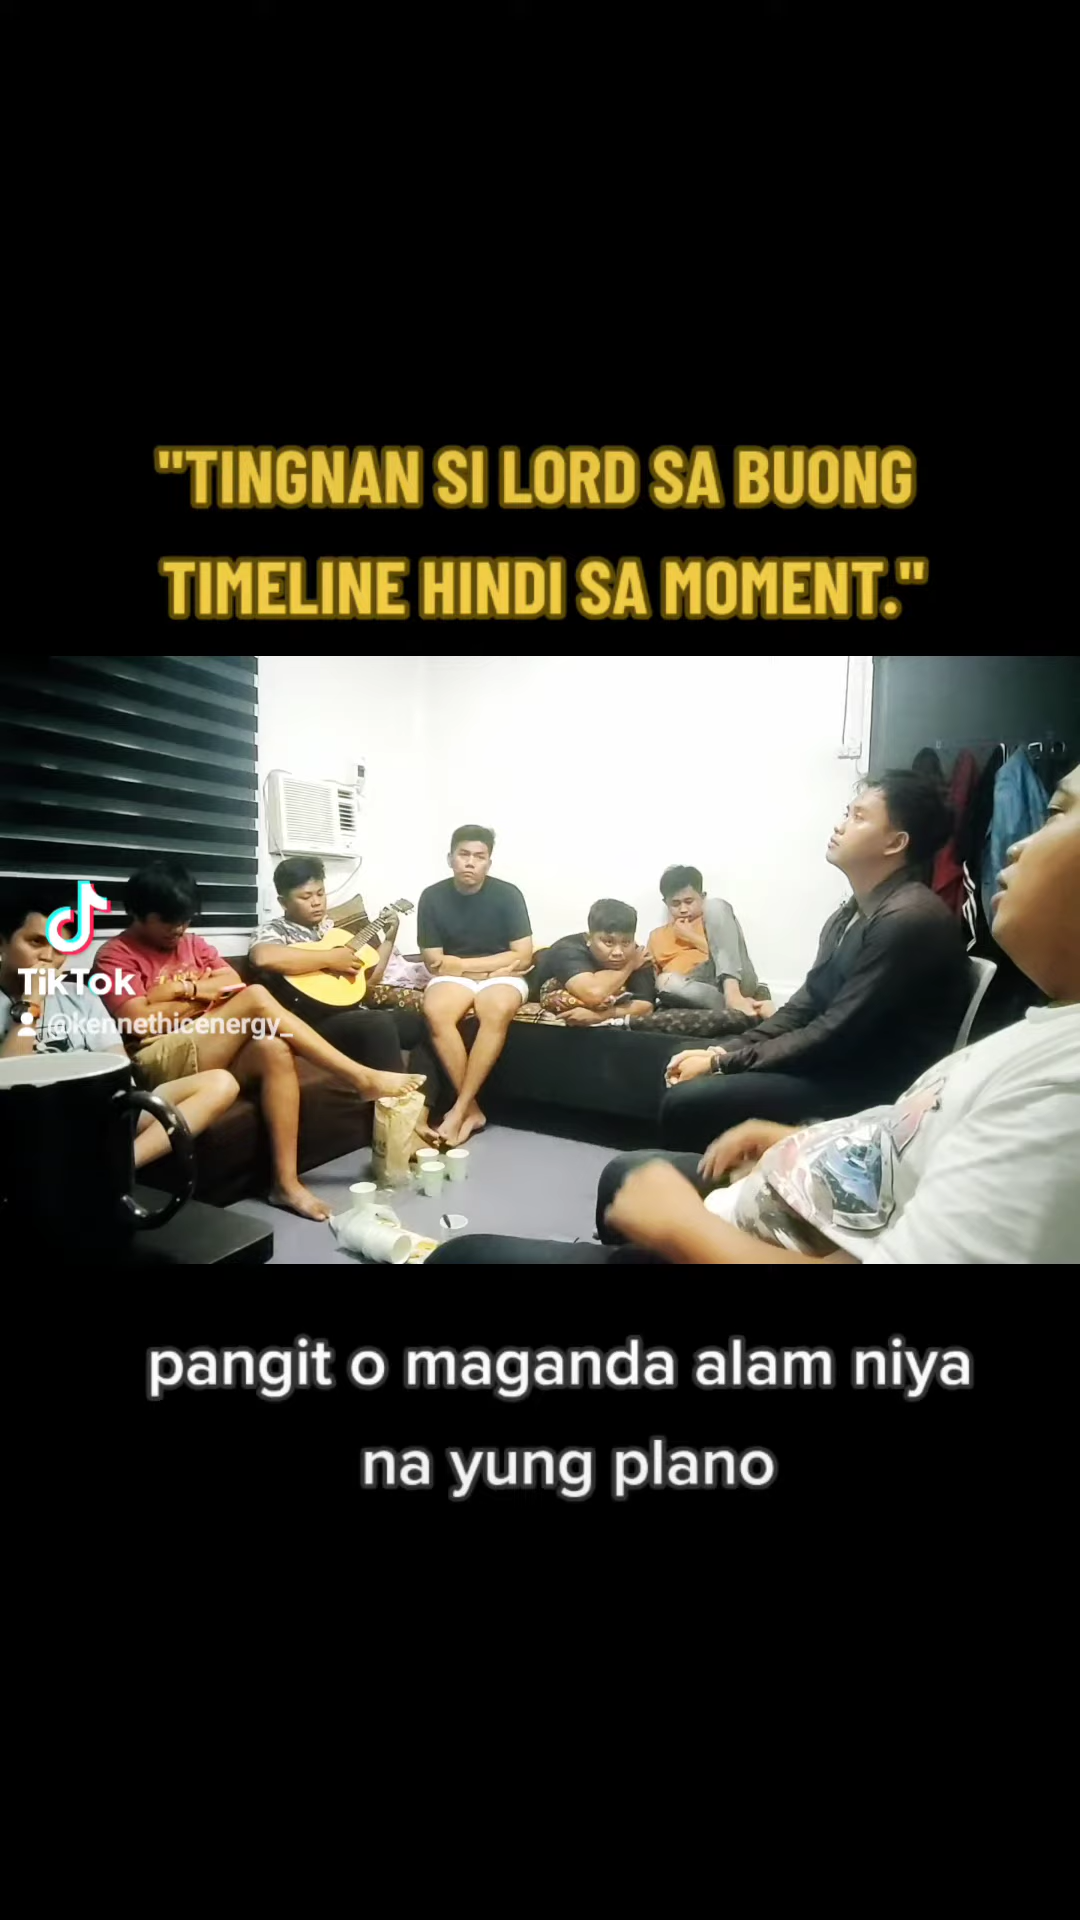 "TINGNAN SI LORD SA BUONG
TIMELINE HINDI SA MOMENT."
TikTok
@kennethicenergy_
pangit o maganda alam niya
na yung plano